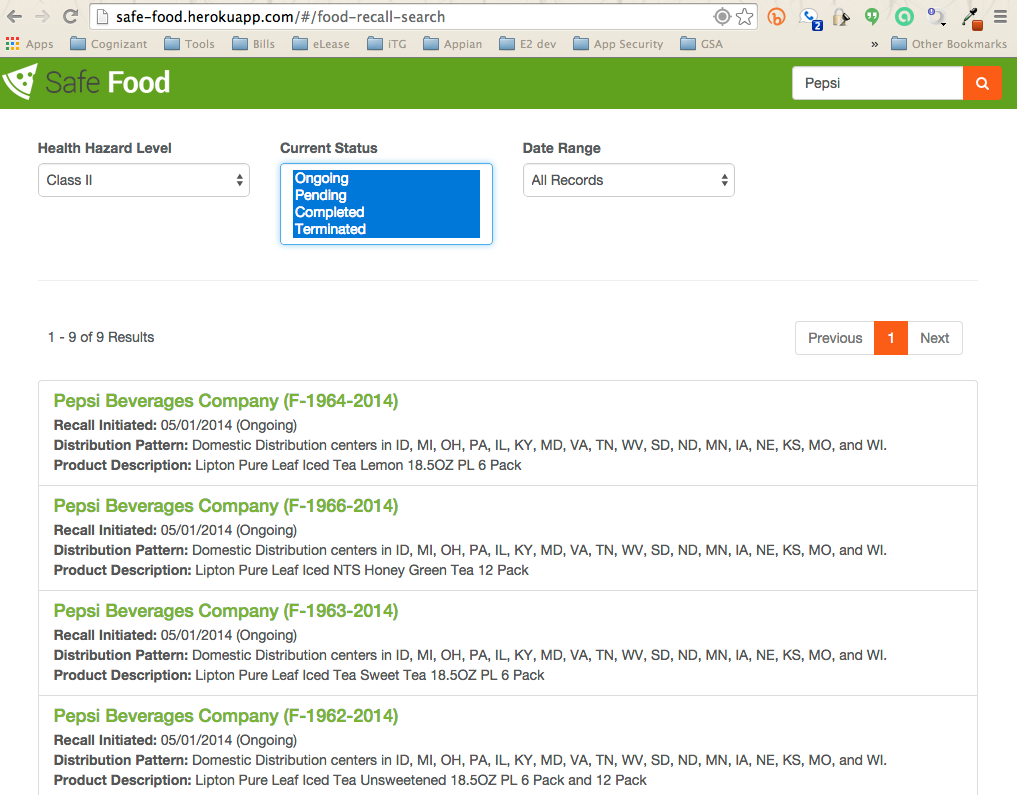 safe-food.herokuapp.com/#/food-recall-search
2
Apps Cognizant Tools Bills eLease iTG Appian E2 dev App Security GSA » Other Bookmarks
Safe Food Pepsi
Health Hazard Level Current Status Date Range
Class II Ongoing All Records
Pending
Completed
Terminated
1 - 9 of 9 Results Previous 1 Next
Pepsi Beverages Company (F-1964-2014)
Recall Initiated: 05/01/2014 (Ongoing)
Distribution Pattern: Domestic Distribution centers in ID, MI, OH, PA, IL, KY, MD, VA, TN, WV, SD, ND, MN, IA, NE, KS, MO, and WI.
Product Description: Lipton Pure Leaf Iced Tea Lemon 18.5OZ PL 6 Pack
Pepsi Beverages Company (F-1966-2014)
Recall Initiated: 05/01/2014 (Ongoing)
Distribution Pattern: Domestic Distribution centers in ID, MI, OH, PA, IL, KY, MD, VA, TN, WV, SD, ND, MN, IA, NE, KS, MO, and WI.
Product Description: Lipton Pure Leaf Iced NTS Honey Green Tea 12 Pack
Pepsi Beverages Company (F-1963-2014)
Recall Initiated: 05/01/2014 (Ongoing)
Distribution Pattern: Domestic Distribution centers in ID, MI, OH, PA, IL, KY, MD, VA, TN, WV, SD, ND, MN, IA, NE, KS, MO, and WI.
Product Description: Lipton Pure Leaf Iced Tea Sweet Tea 18.5OZ PL 6 Pack
Pepsi Beverages Company (F-1962-2014)
Recall Initiated: 05/01/2014 (Ongoing)
Distribution Pattern: Domestic Distribution centers in ID, MI, OH, PA, IL, KY, MD, VA, TN, WV, SD, ND, MN, IA, NE, KS, MO, and WI.
Product Description: Lipton Pure Leaf Iced Tea Unsweetened 18.5OZ PL 6 Pack and 12 Pack